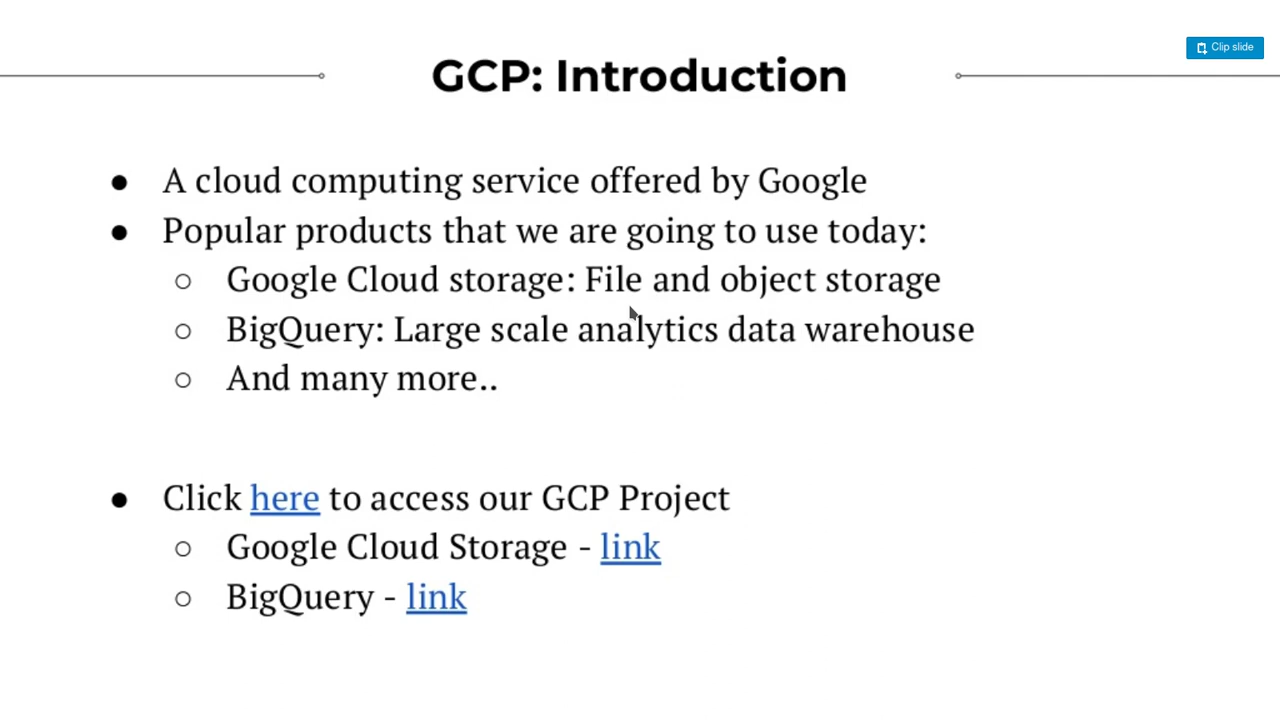 Clip slide
GCP: Introduction
● A cloud computing service offered by Google
● Popular products that we are going to use today:
○ Google Cloud storage: File and object storage
○ BigQuery: Large scale analytics data warehouse
○ And many more..
● Click here to access our GCP Project
○ Google Cloud Storage - link
○ BigQuery - link